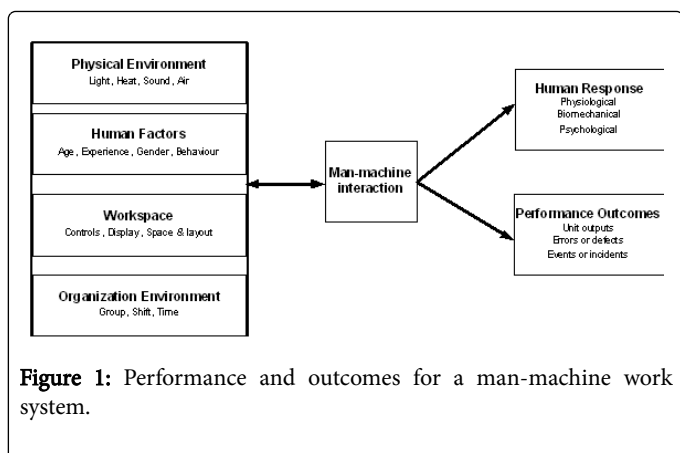 Physical Environment
Light, Heat, Sound, Air
Human Factors
Age, Experience, Gender, Behaviour
Workspace
Controls, Display, Space & layout
Organization Environment
Group, Shift, Time
Man-machine
interaction
Human Response
Physiological
Biomechanical
Psychological
Performance Outcomes
Unit outputs
Errors or defects
Events or incidents
Figure 1: Performance and outcomes for a man-machine work
system.